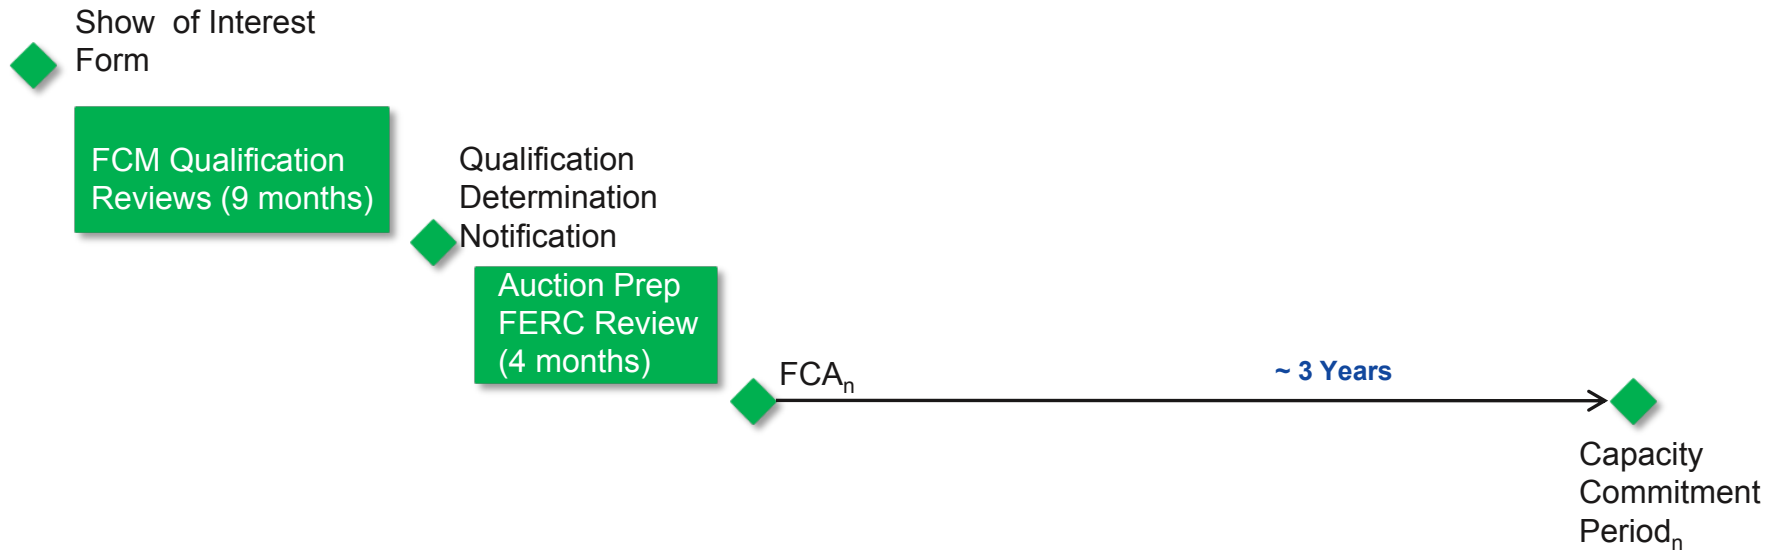 Show of Interest
Form
FCM Qualification
Reviews (9 months)
Qualification
Determination
Notification
Auction Prep
FERC Review
(4 months)
FCAn
~ 3 Years
Capacity
Commitment
Periodn